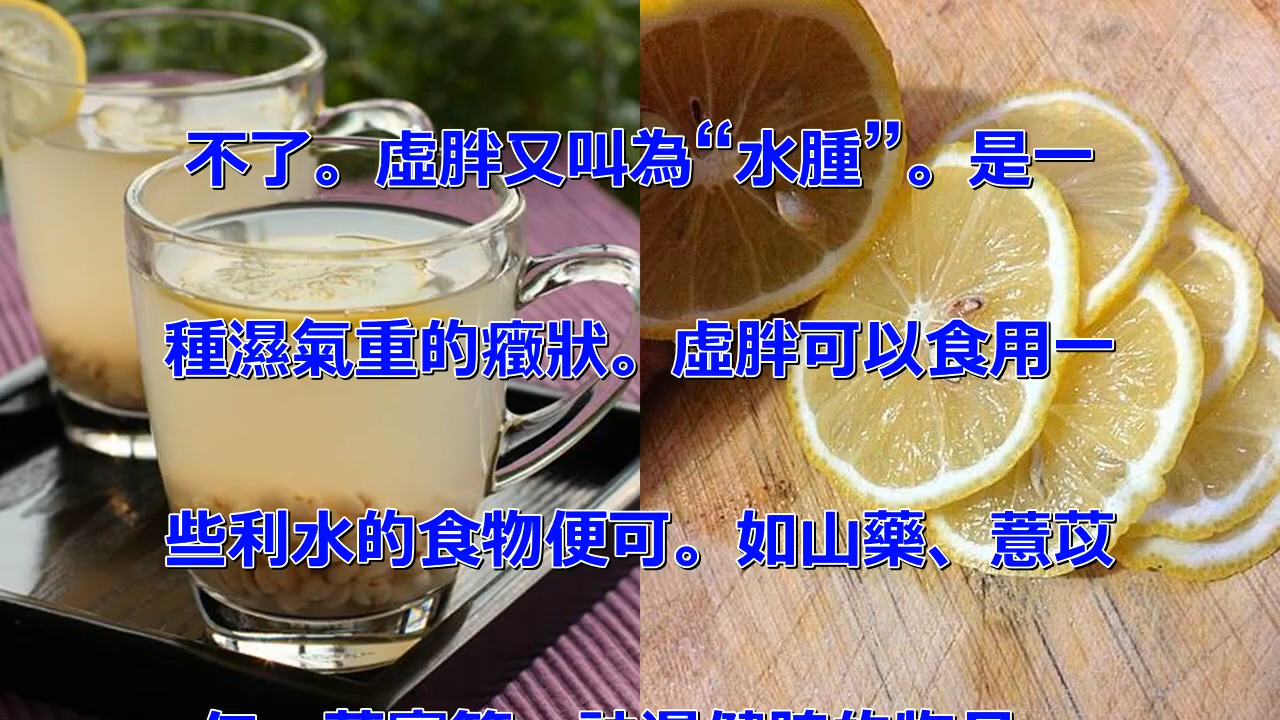 不了。虛胖又叫為“水腫”。是一
種濕氣重的癥狀。虛胖可以食用一
些利水的食物便可。如山藥、薏苡